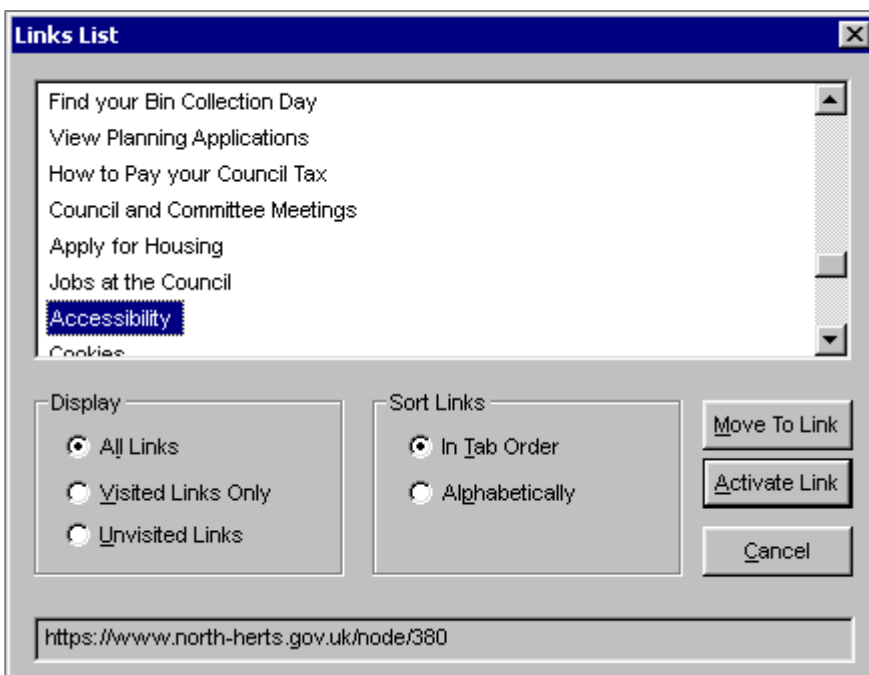 Links List
Find your Bin Collection Day
View Planning Applications
How to Pay your Council Tax
Council and Committee Meetings
Apply for Housing
Jobs at the Council
Accessibility
Cookies
Display
All Links
Visited Links Only
Unvisited Links
Sort Links
In Tab Order
Alphabetically
Move To Link
Activate Link
Cancel
https://www.north-herts.gov.uk/node/380